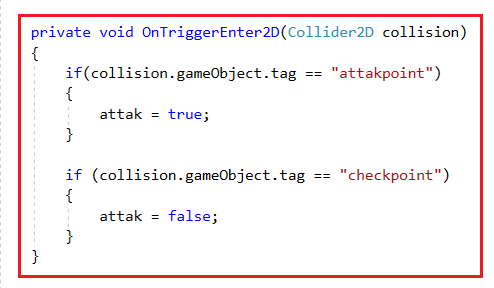 private void OnTriggerEnter2D(Collider2D collision)
{
    if(collision.gameObject.tag == "attakpoint")
    {
        attak = true;
    }

    if (collision.gameObject.tag == "checkpoint")
    {
        attak = false;
    }
}